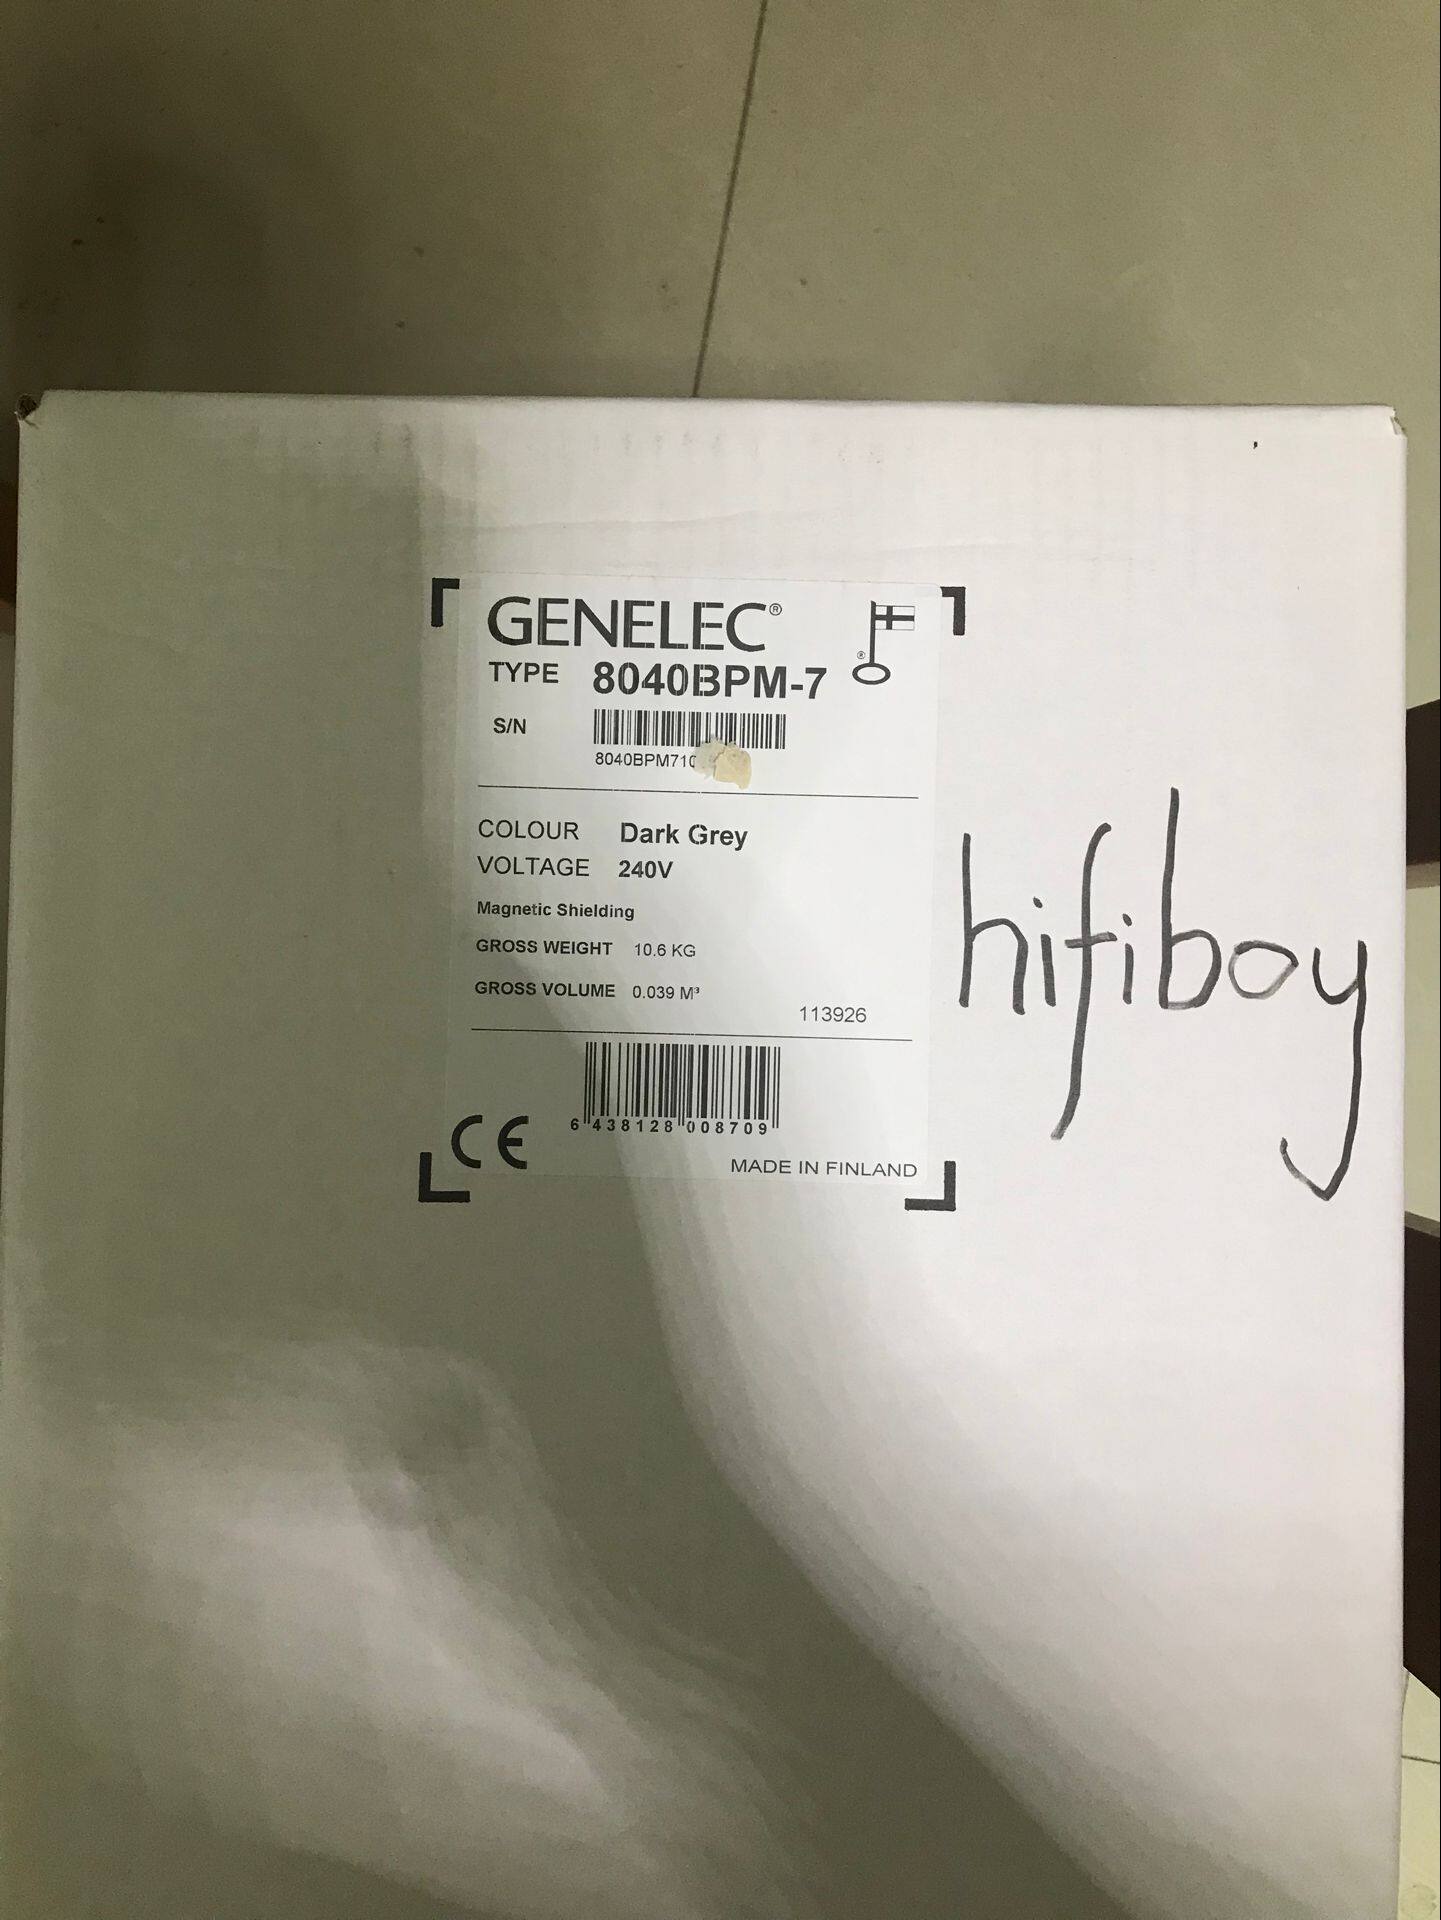 GENELEC®
®
TYPE 8040BPM-7
S/N
8040BPM710
COLOUR Dark Grey
VOLTAGE 240V
Magnetic Shielding
GROSS WEIGHT 10.6 KG
GROSS VOLUME 0.039 M³
113926
6 438128 008709
CE
MADE IN FINLAND
hifiboy